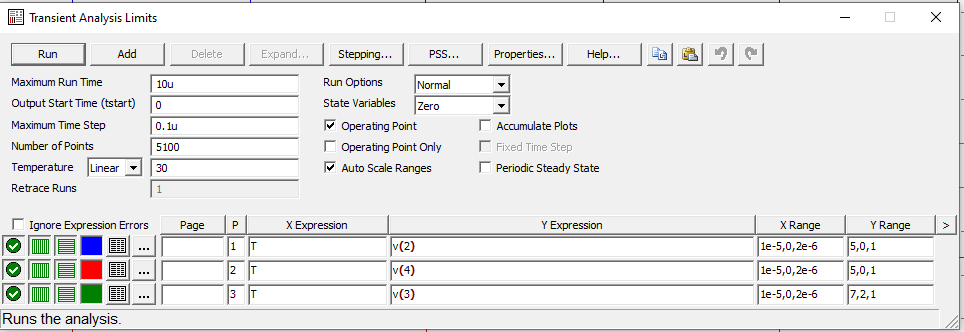 Transient Analysis Limits
Run Add Delete Expand... Stepping... PSS... Properties... Help...
Maximum Run Time 10u Run Options Normal
Output Start Time (tstart) 0 State Variables Zero
Maximum Time Step 0.1u Operating Point Accumulate Plots
Number of Points 5100 Operating Point Only Fixed Time Step
Temperature Linear 30 Auto Scale Ranges Periodic Steady State
Retrace Runs 1
Ignore Expression Errors Page P X Expression Y Expression X Range Y Range >
... 1 T v(2) 1e-5,0,2e-6 5,0,1
... 2 T v(4) 1e-5,0,2e-6 5,0,1
... 3 T v(3) 1e-5,0,2e-6 7,2,1
Runs the analysis.